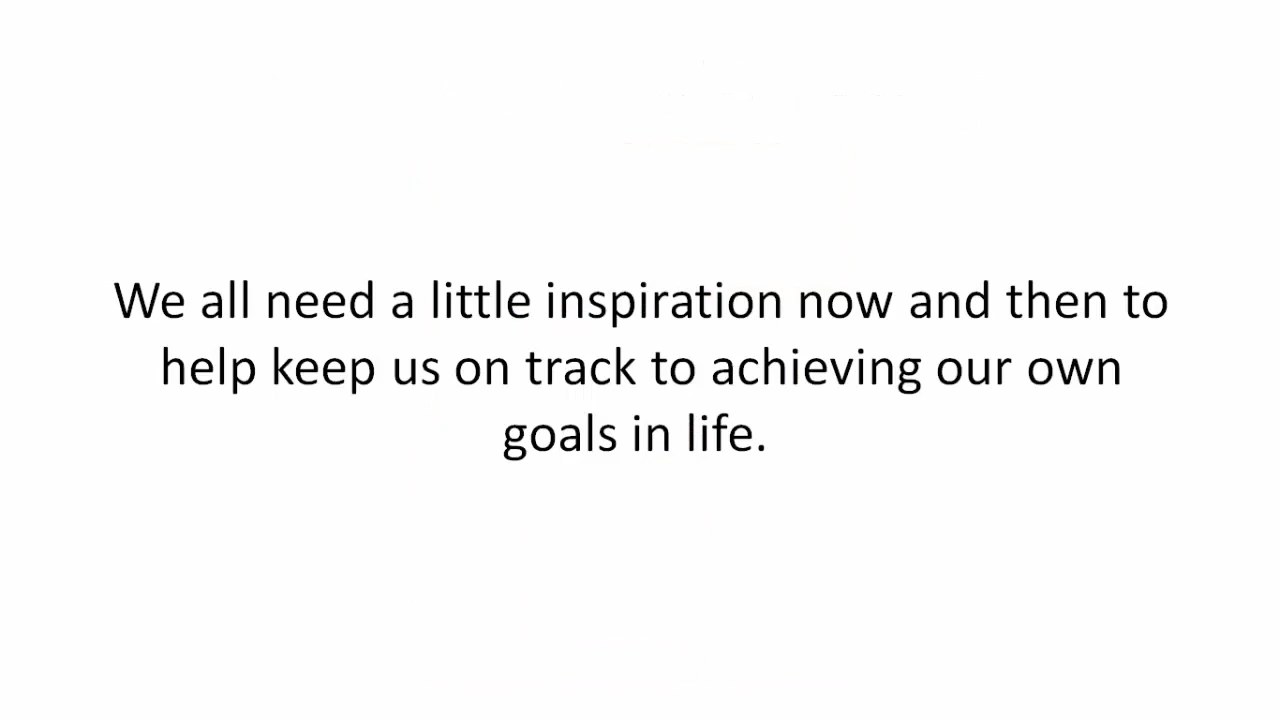 We all need a little inspiration now and then to
help keep us on track to achieving our own
goals in life.